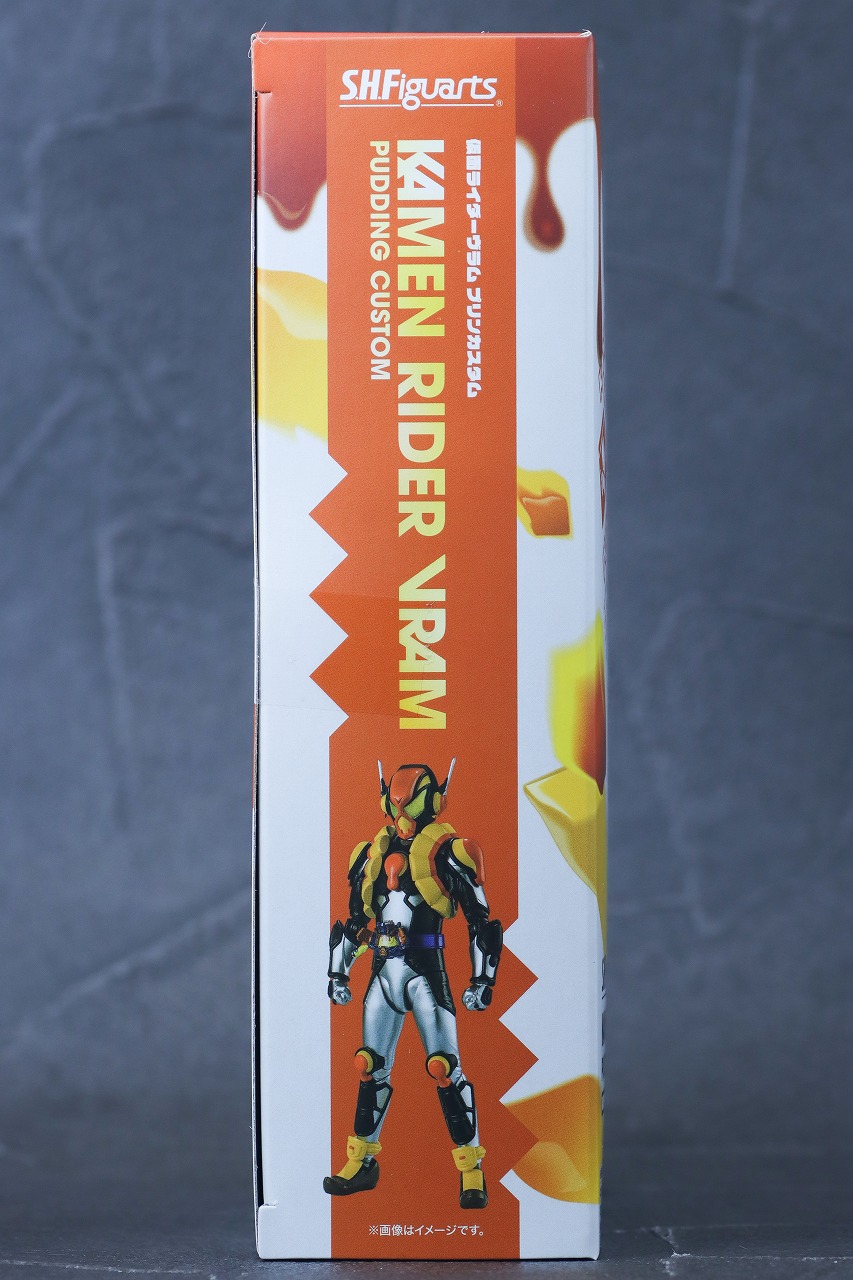 S.H.Figuarts®
仮面ライダーヴラム プリンカスタム
KAMEN RIDER VRAM
PUDDING CUSTOM
※画像はイメージです。